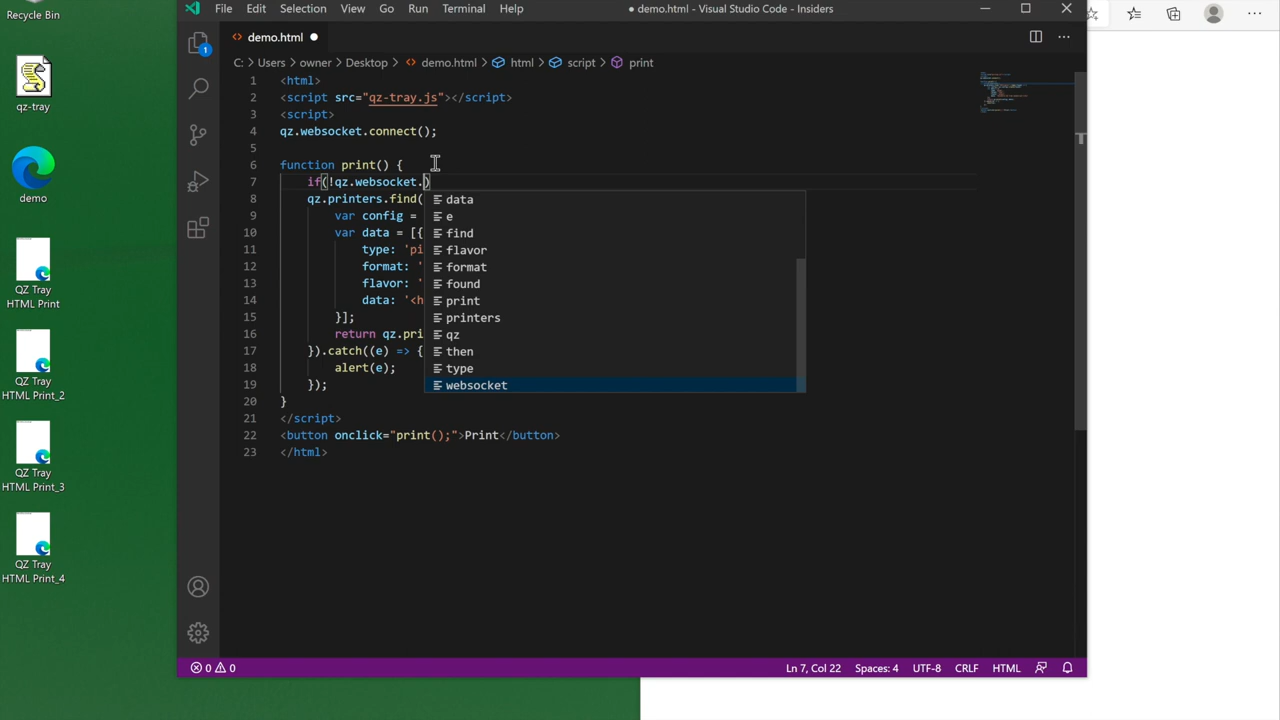 Recycle Bin
qz-tray
demo
QZ Tray
HTML Print
QZ Tray
HTML Print_2
QZ Tray
HTML Print_3
QZ Tray
HTML Print_4
File Edit Selection View Go Run Terminal Help ● demo.html - Visual Studio Code - Insiders
demo.html
1
C: > Users > owner > Desktop > demo.html > html > script > print
1 <html>
2 <script src="qz-tray.js"></script>
3 <script>
4 qz.websocket.connect();
5
6 function print() {
7 if(!qz.websocket.)
8 qz.printers.find(
9 var config =
10 var data = [{
11 type: 'pi
12 format: '
13 flavor: '
14 data: '<h
15 }];
16 return qz.pri
17 }).catch((e) => {
18 alert(e);
19 });
20 }
21 </script>
22 <button onclick="print();">Print</button>
23 </html>
data
e
find
flavor
format
found
print
printers
qz
then
type
websocket
0 0 Ln 7, Col 22 Spaces: 4 UTF-8 CRLF HTML